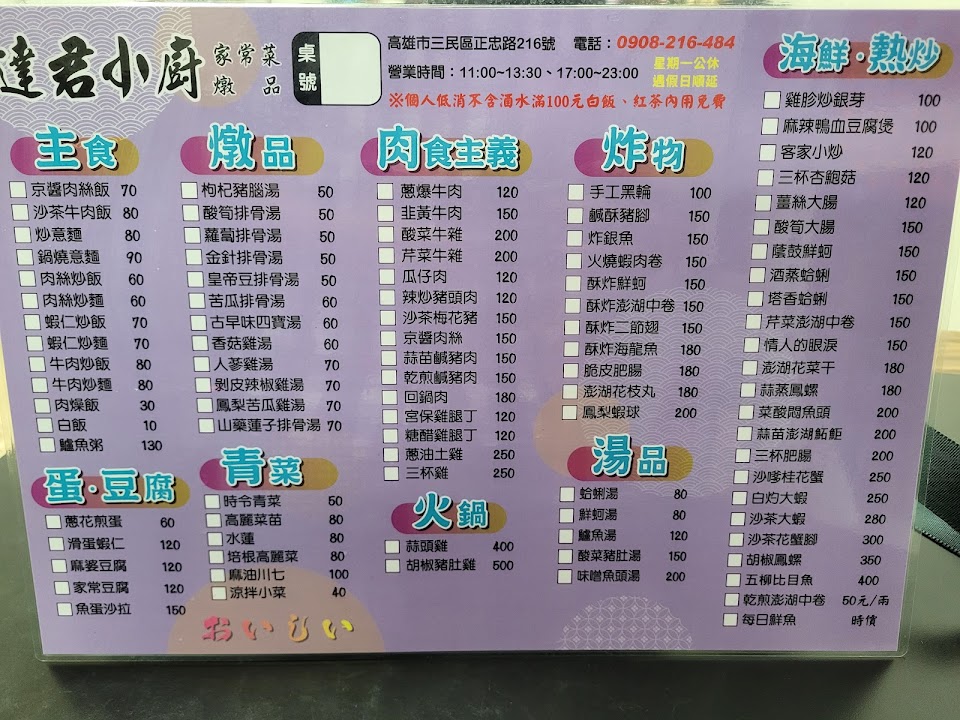 達君小廚
家常菜
燉品
桌號
高雄市三民區正忠路216號 電話：0908-216-484
營業時間：11:00~13:30、17:00~23:00
星期一公休
遇假日順延
※個人低消不含酒水滿100元白飯、紅茶內用免費
主食
京醬肉絲飯 70
沙茶牛肉飯 80
炒意麵 80
鍋燒意麵 90
肉絲炒飯 60
肉絲炒麵 60
蝦仁炒飯 70
蝦仁炒麵 70
牛肉炒飯 80
牛肉炒麵 80
肉燥飯 30
白飯 10
鱸魚粥 130
蛋·豆腐
蔥花煎蛋 60
滑蛋蝦仁 120
麻婆豆腐 120
家常豆腐 120
魚蛋沙拉 150
燉品
枸杞豬腦湯 50
酸筍排骨湯 50
蘿蔔排骨湯 50
金針排骨湯 50
皇帝豆排骨湯 50
苦瓜排骨湯 60
古早味四寶湯 60
香菇雞湯 60
人蔘雞湯 70
剝皮辣椒雞湯 70
鳳梨苦瓜雞湯 70
山藥蓮子排骨湯 70
青菜
時令青菜 50
高麗菜苗 80
水蓮 80
培根高麗菜 80
麻油川七 100
涼拌小菜 40
おいしい
肉食主義
蔥爆牛肉 120
韭黃牛肉 150
酸菜牛雜 200
芹菜牛雜 200
瓜仔肉 120
辣炒豬頭肉 120
沙茶梅花豬 150
京醬肉絲 150
蒜苗鹹豬肉 150
乾煎鹹豬肉 150
回鍋肉 180
宮保雞腿丁 120
糖醋雞腿丁 120
蔥油土雞 250
三杯雞 250
火鍋
蒜頭雞 400
胡椒豬肚雞 500
炸物
手工黑輪 100
鹹酥豬腳 150
炸銀魚 150
火燒蝦肉卷 150
酥炸鮮蚵 150
酥炸澎湖中卷 150
酥炸二節翅 150
酥炸海龍魚 180
脆皮肥腸 180
澎湖花枝丸 180
鳳梨蝦球 200
湯品
蛤蜊湯 80
鮮蚵湯 80
鱸魚湯 120
酸菜豬肚湯 150
味噌魚頭湯 200
海鮮·熱炒
雞胗炒銀芽 100
麻辣鴨血豆腐煲 100
客家小炒 120
三杯杏鮑菇 120
薑絲大腸 120
酸筍大腸 150
蔭鼓鮮蚵 150
酒蒸蛤蜊 150
塔香蛤蜊 150
芹菜澎湖中卷 150
情人的眼淚 150
澎湖花菜干 180
蒜蒸鳳螺 180
菜酸悶魚頭 200
蒜苗澎湖𩵚鮔 200
三杯肥腸 200
沙嗲桂花蟹 250
白灼大蝦 250
沙茶大蝦 280
沙茶花蟹腳 300
胡椒鳳螺 350
五柳比目魚 400
乾煎澎湖中卷 50元/兩
每日鮮魚 時價